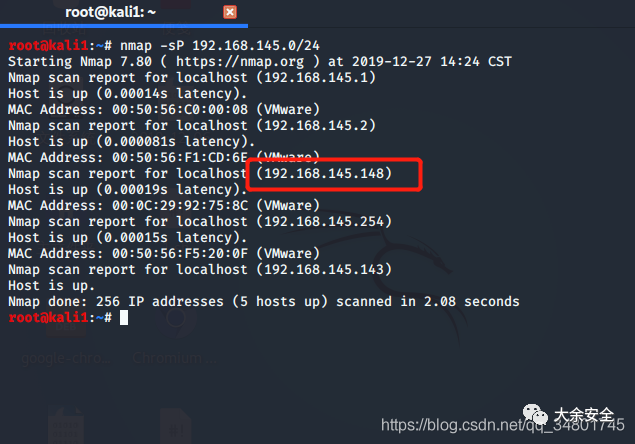 root@kali1: ~
root@kali1:~# nmap -sP 192.168.145.0/24
Starting Nmap 7.80 ( https://nmap.org ) at 2019-12-27 14:24 CST
Nmap scan report for localhost (192.168.145.1)
Host is up (0.00014s latency).
MAC Address: 00:50:56:C0:00:08 (VMware)
Nmap scan report for localhost (192.168.145.2)
Host is up (0.000081s latency).
MAC Address: 00:50:56:F1:CD:6E (VMware)
Nmap scan report for localhost (192.168.145.148)
Host is up (0.00019s latency).
MAC Address: 00:0C:29:92:75:8C (VMware)
Nmap scan report for localhost (192.168.145.254)
Host is up (0.00015s latency).
MAC Address: 00:50:56:F5:20:0F (VMware)
Nmap scan report for localhost (192.168.145.143)
Host is up.
Nmap done: 256 IP addresses (5 hosts up) scanned in 2.08 seconds
root@kali1:~#
google-chro... Chromium
大余安全
https://blog.csdn.net/qq_34801745